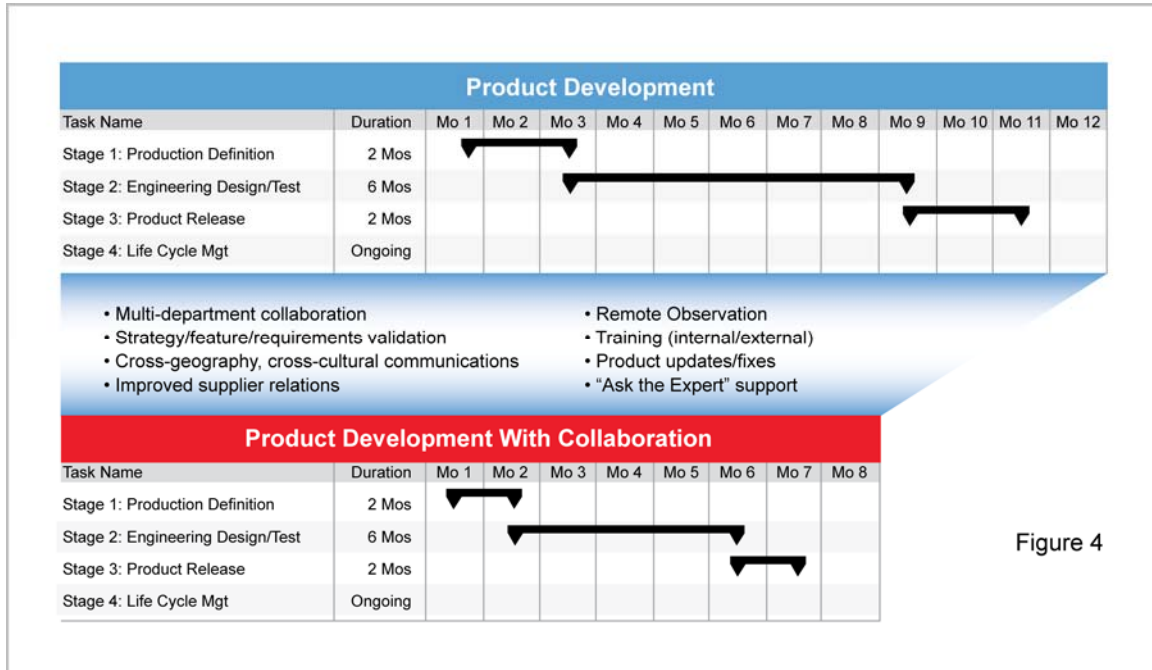 Product Development
Task Name Duration Mo 1 Mo 2 Mo 3 Mo 4 Mo 5 Mo 6 Mo 7 Mo 8 Mo 9 Mo 10 Mo 11 Mo 12
Stage 1: Production Definition 2 Mos
Stage 2: Engineering Design/Test 6 Mos
Stage 3: Product Release 2 Mos
Stage 4: Life Cycle Mgt Ongoing
• Multi-department collaboration
• Strategy/feature/requirements validation
• Cross-geography, cross-cultural communications
• Improved supplier relations
• Remote Observation
• Training (internal/external)
• Product updates/fixes
• “Ask the Expert” support
Product Development With Collaboration
Task Name Duration Mo 1 Mo 2 Mo 3 Mo 4 Mo 5 Mo 6 Mo 7 Mo 8
Stage 1: Production Definition 2 Mos
Stage 2: Engineering Design/Test 6 Mos
Stage 3: Product Release 2 Mos
Stage 4: Life Cycle Mgt Ongoing
Figure 4